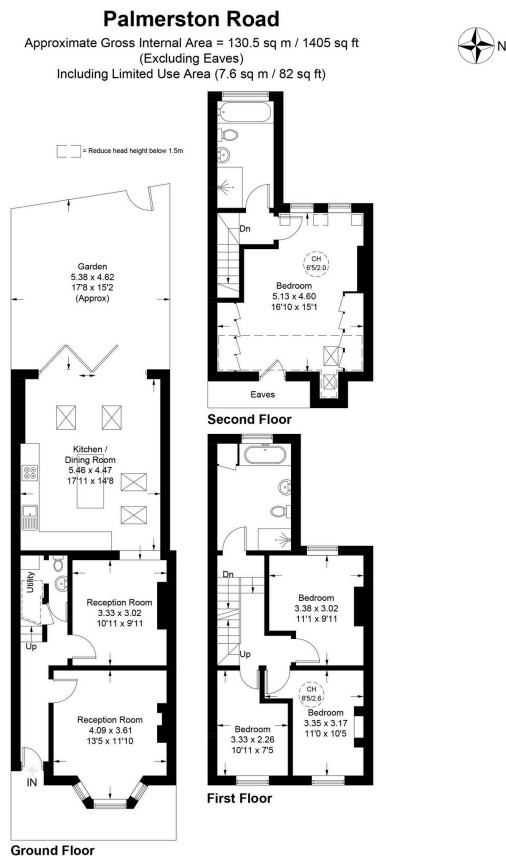 Palmerston Road
Approximate Gross Internal Area = 130.5 sq m / 1405 sq ft
(Excluding Eaves)
Including Limited Use Area (7.6 sq m / 82 sq ft)
N
= Reduce head height below 1.5m
Dn
CH
6'5/2.0
Bedroom
5.13 x 4.60
16'10 x 15'1
Eaves
Second Floor
Garden
5.38 x 4.62
17'8 x 15'2
(Approx)
Kitchen /
Dining Room
5.46 x 4.47
17'11 x 14'8
Utility
Up
Reception Room
3.33 x 3.02
10'11 x 9'11
Reception Room
4.09 x 3.61
13'5 x 11'10
IN
Ground Floor
Dn
Up
Bedroom
3.38 x 3.02
11'1 x 9'11
CH
8'5/2.6
Bedroom
3.35 x 3.17
11'0 x 10'5
Bedroom
3.33 x 2.26
10'11 x 7'5
First Floor